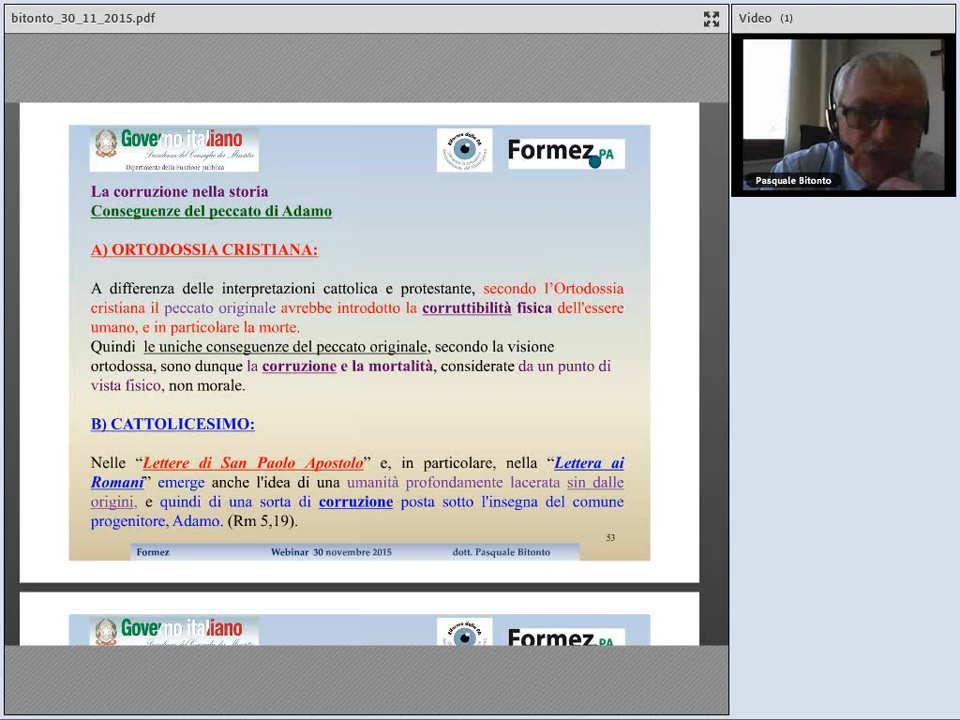 bitonto_30_11_2015.pdf
Video (1)
Pasquale Bitonto
Governo italiano
Presidenza del Consiglio dei Ministri
Dipartimento della Funzione pubblica
Formez PA
La corruzione nella storia
Conseguenze del peccato di Adamo
A) ORTODOSSIA CRISTIANA:
A differenza delle interpretazioni cattolica e protestante, secondo l’Ortodossia
cristiana il peccato originale avrebbe introdotto la corruttibilità fisica dell'essere
umano, e in particolare la morte.
Quindi le uniche conseguenze del peccato originale, secondo la visione
ortodossa, sono dunque la corruzione e la mortalità, considerate da un punto di
vista fisico, non morale.
B) CATTOLICESIMO:
Nelle “Lettere di San Paolo Apostolo” e, in particolare, nella “Lettera ai
Romani” emerge anche l'idea di una umanità profondamente lacerata sin dalle
origini, e quindi di una sorta di corruzione posta sotto l'insegna del comune
progenitore, Adamo. (Rm 5,19).
53
Formez Webinar 30 novembre 2015 dott. Pasquale Bitonto
Governo italiano
Formez PA